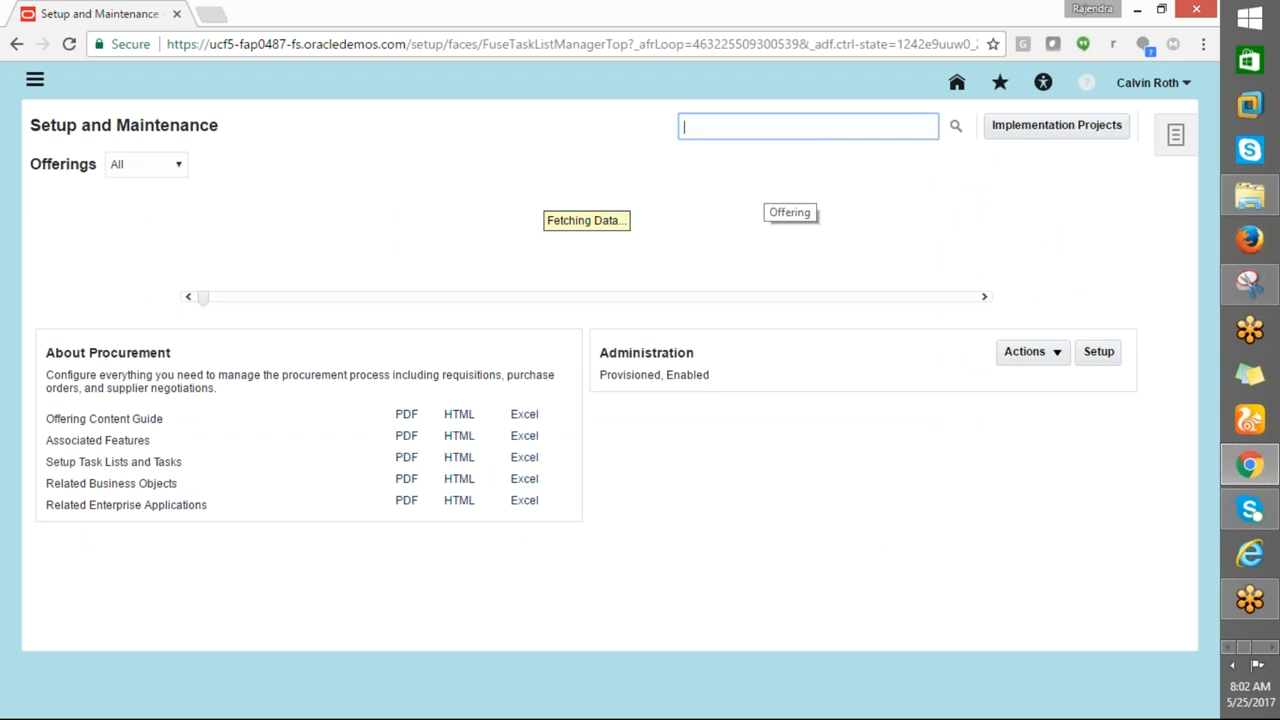 Setup and Maintenance
Rajendra
Secure
https://ucf5-fap0487-fs.oracledemos.com/setup/faces/FuseTaskListManagerTop?_afrLoop=463225509300539&_adf.ctrl-state=1242e9uuw0_
Calvin Roth
Setup and Maintenance
Implementation Projects
Offerings All
Fetching Data...
Offering
About Procurement
Configure everything you need to manage the procurement process including requisitions, purchase
orders, and supplier negotiations.
Offering Content Guide PDF HTML Excel
Associated Features PDF HTML Excel
Setup Task Lists and Tasks PDF HTML Excel
Related Business Objects PDF HTML Excel
Related Enterprise Applications PDF HTML Excel
Administration
Actions
Setup
Provisioned, Enabled
8:02 AM
5/25/2017